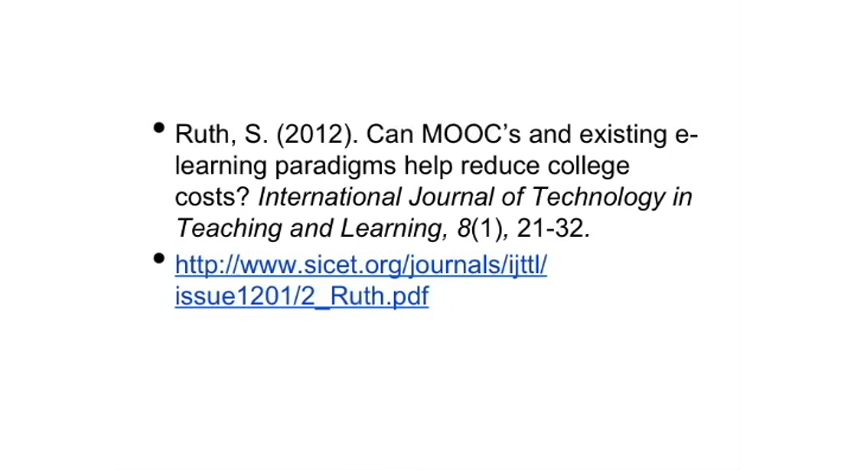 • Ruth, S. (2012). Can MOOC’s and existing e-
learning paradigms help reduce college
costs? International Journal of Technology in
Teaching and Learning, 8(1), 21-32.
• http://www.sicet.org/journals/ijttl/
issue1201/2_Ruth.pdf